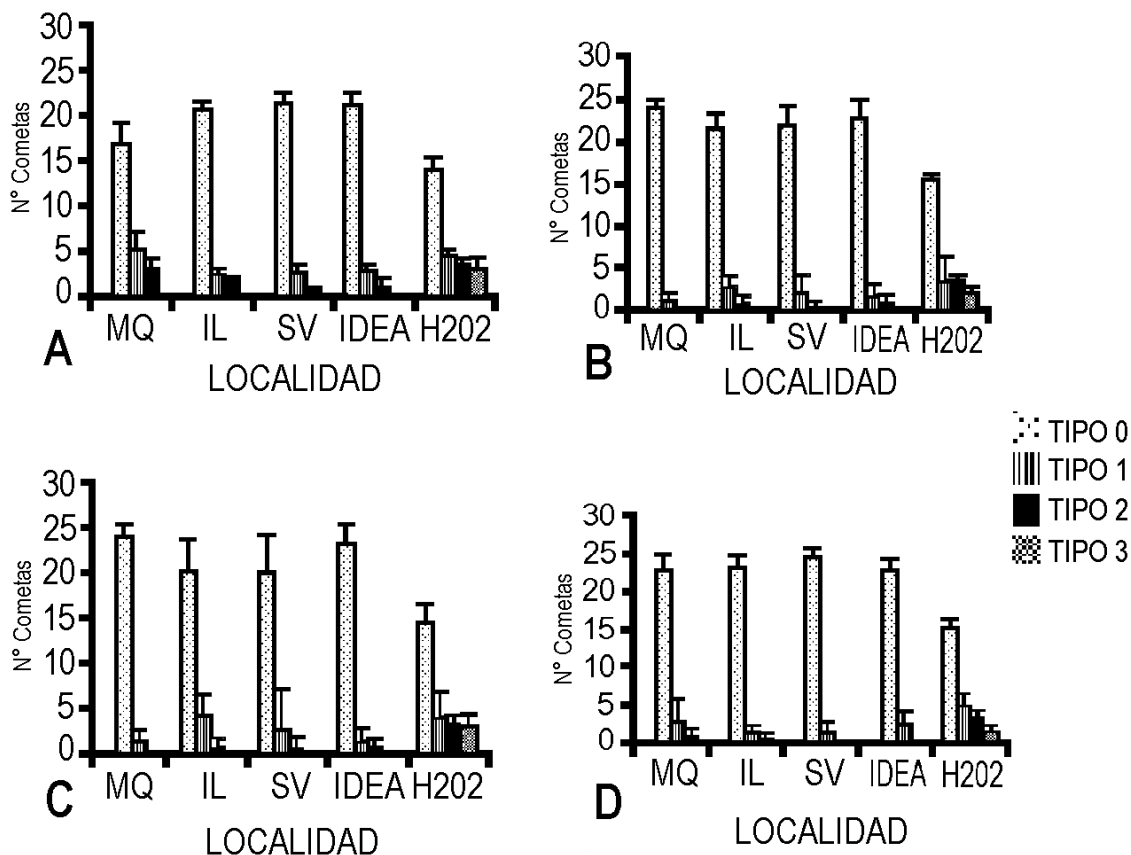 30
25
20
15
10
5
0
N° Cometas
MQ IL SV IDEA H202
A
LOCALIDAD
30
25
20
15
10
5
0
N° Cometas
MQ IL SV IDEA H202
B
LOCALIDAD
TIPO 0
TIPO 1
TIPO 2
TIPO 3
30
25
20
15
10
5
0
N° Cometas
MQ IL SV IDEA H202
C
LOCALIDAD
30
25
20
15
10
5
0
N° Cometas
MQ IL SV IDEA H202
D
LOCALIDAD